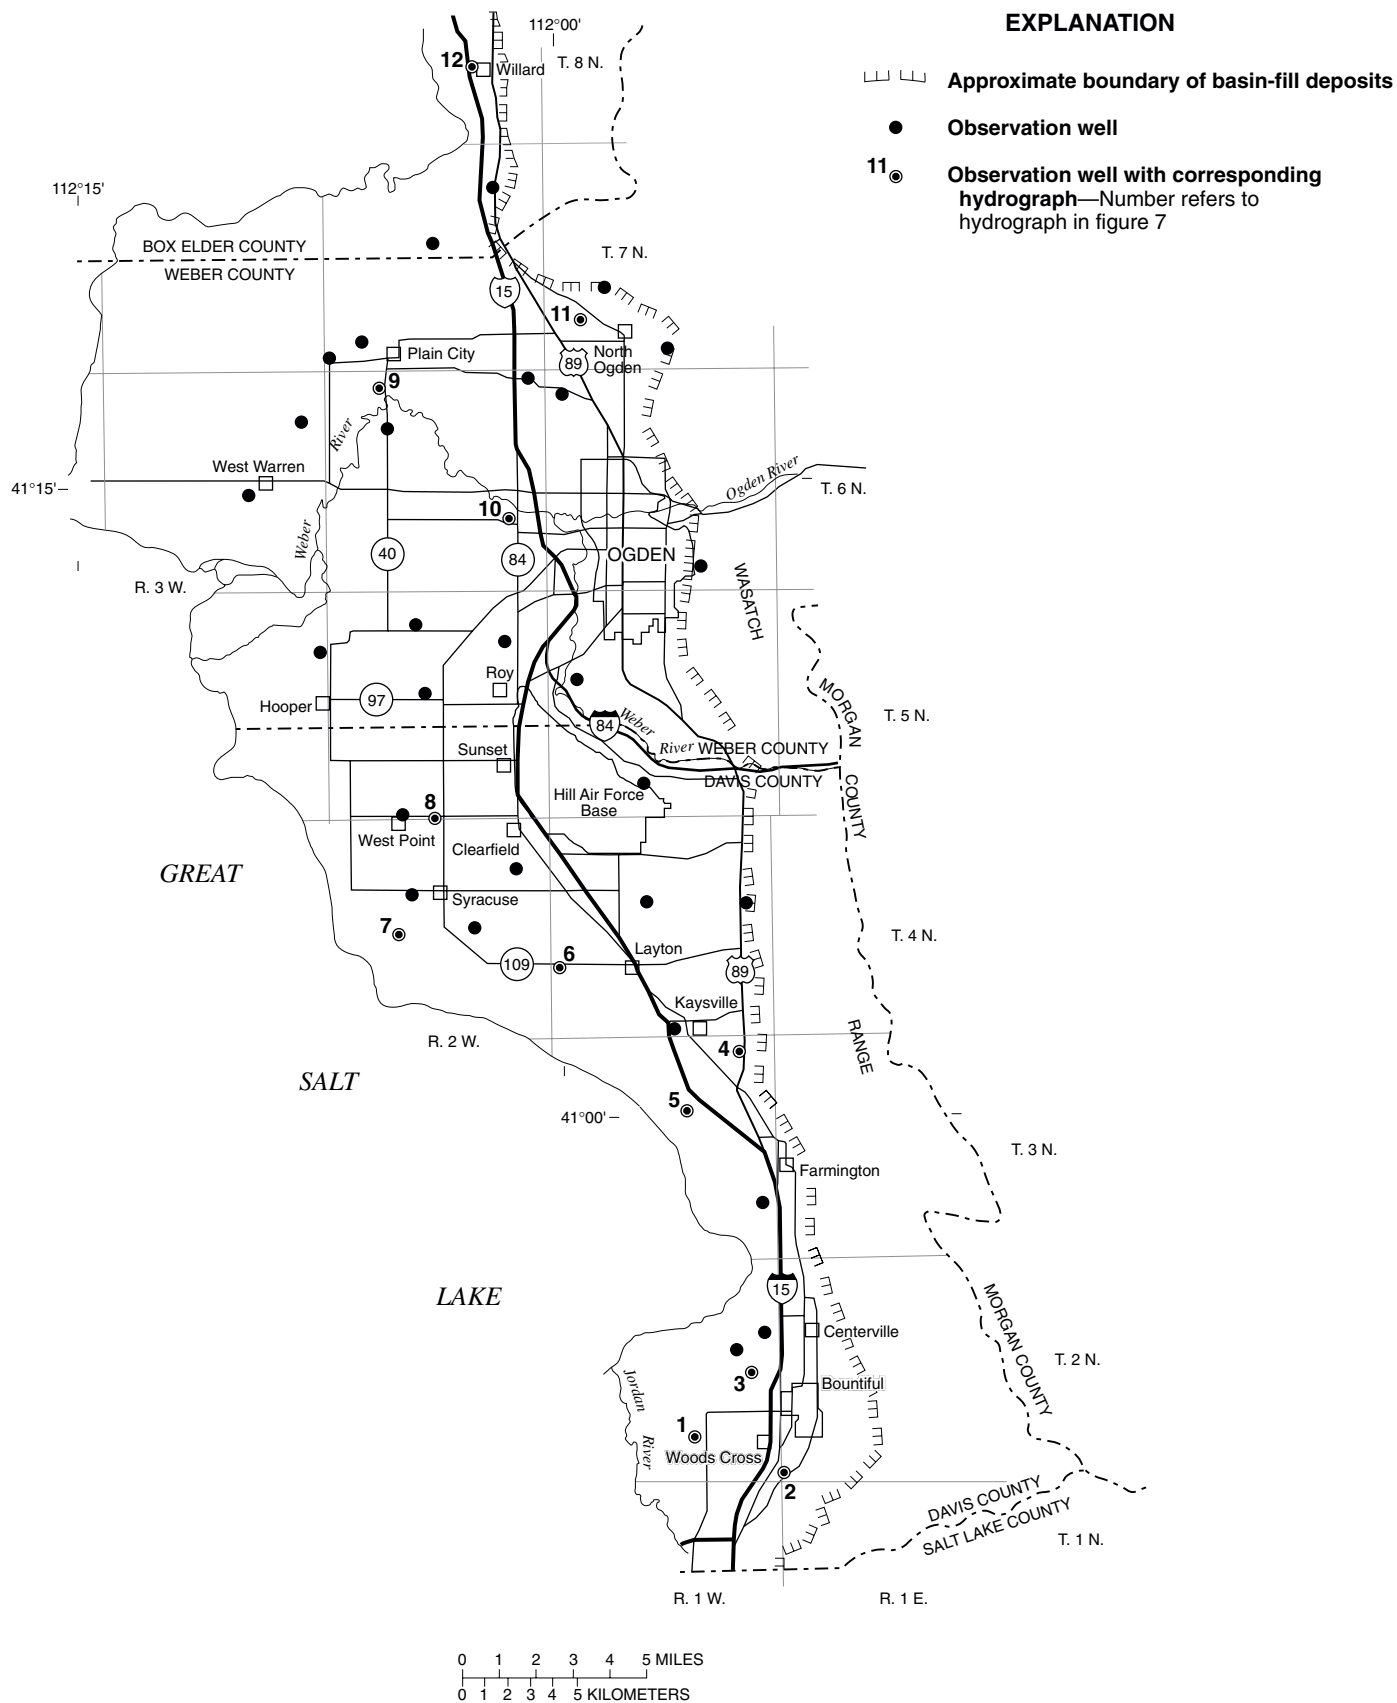 EXPLANATION
Approximate boundary of basin-fill deposits
Observation well
11
Observation well with corresponding
hydrograph—Number refers to
hydrograph in figure 7
112°00'
12
Willard
T. 8 N.
112°15'
BOX ELDER COUNTY
WEBER COUNTY
T. 7 N.
15
11
Plain City
89
North
Ogden
9
River
West Warren
41°15'
Ogden River
T. 6 N.
10
Weber
40
84
OGDEN
R. 3 W.
WASATCH
Roy
Hooper
97
MORGAN
COUNTY
T. 5 N.
84
Weber
River
WEBER COUNTY
DAVIS COUNTY
Sunset
Hill Air Force
Base
8
West Point
Clearfield
GREAT
Syracuse
7
T. 4 N.
109
6
Layton
89
Kaysville
R. 2 W.
4
RANGE
SALT
5
41°00'
T. 3 N.
Farmington
LAKE
15
MORGAN COUNTY
Centerville
T. 2 N.
3
Jordan
River
Bountiful
1
Woods Cross
2
DAVIS COUNTY
SALT LAKE COUNTY
T. 1 N.
R. 1 W.
R. 1 E.
0 1 2 3 4 5 MILES
0 1 2 3 4 5 KILOMETERS